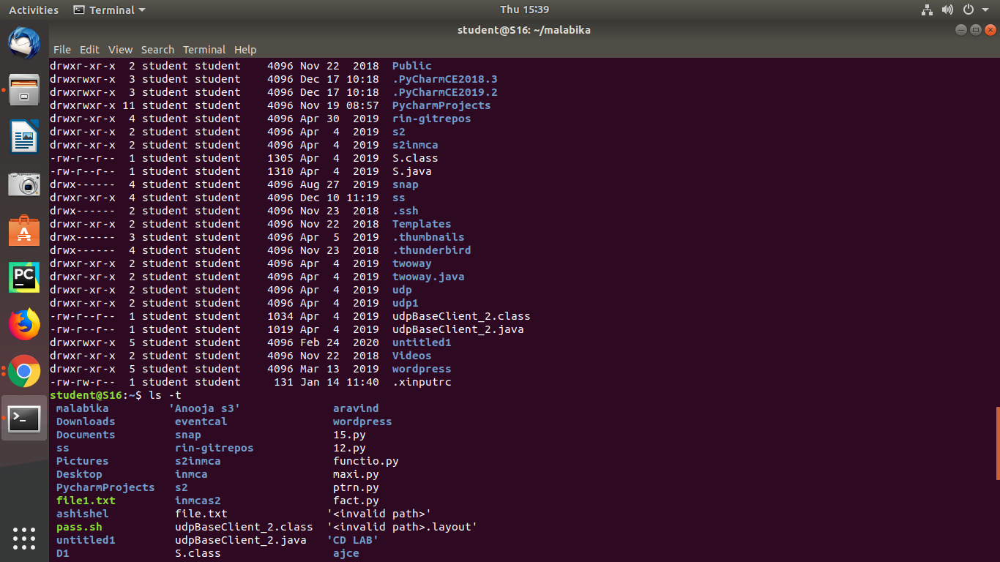 Activities Terminal Thu 15:39
student@S16: ~/malabika
File Edit View Search Terminal Help
drwxr-xr-x  2 student student    4096 Nov 22  2018  Public
drwxrwxr-x  3 student student    4096 Dec 17 10:18  .PyCharmCE2018.3
drwxrwxr-x  3 student student    4096 Dec 17 10:18  .PyCharmCE2019.2
drwxrwxr-x 11 student student    4096 Nov 19 08:57  PycharmProjects
drwxr-xr-x  4 student student    4096 Apr 30  2019  rin-gitrepos
drwxr-xr-x  2 student student    4096 Apr  4  2019  s2
drwxr-xr-x  2 student student    4096 Apr  4  2019  s2inmca
-rw-r--r--  1 student student    1305 Apr  4  2019  S.class
-rw-r--r--  1 student student    1310 Apr  4  2019  S.java
drwx------  4 student student    4096 Aug 27  2019  snap
drwxr-xr-x  4 student student    4096 Dec 10 11:19  ss
drwx------  2 student student    4096 Nov 23  2018  .ssh
drwxr-xr-x  2 student student    4096 Nov 22  2018  Templates
drwx------  3 student student    4096 Apr  5  2019  .thumbnails
drwx------  4 student student    4096 Nov 23  2018  .thunderbird
drwxr-xr-x  2 student student    4096 Apr  4  2019  twoway
drwxr-xr-x  2 student student    4096 Apr  4  2019  twoway.java
drwxr-xr-x  2 student student    4096 Apr  4  2019  udp
drwxr-xr-x  2 student student    4096 Apr  4  2019  udp1
-rw-r--r--  1 student student    1034 Apr  4  2019  udpBaseClient_2.class
-rw-r--r--  1 student student    1019 Apr  4  2019  udpBaseClient_2.java
drwxrwxr-x  5 student student    4096 Feb 24  2020  untitled1
drwxr-xr-x  2 student student    4096 Nov 22  2018  Videos
drwxr-xr-x  5 student student    4096 Mar 13  2019  wordpress
-rw-rw-r--  1 student student     131 Jan 14 11:40  .xinputrc
student@S16:~$ ls -t
malabika 'Anooja s3' aravind
Downloads eventcal wordpress
Documents snap 15.py
ss rin-gitrepos 12.py
Pictures s2inmca functio.py
Desktop inmca maxi.py
PycharmProjects s2 ptrn.py
file1.txt inmcas2 fact.py
ashishel file.txt '<invalid path>'
pass.sh udpBaseClient_2.class '<invalid path>.layout'
untitled1 udpBaseClient_2.java 'CD LAB'
D1 S.class ajce